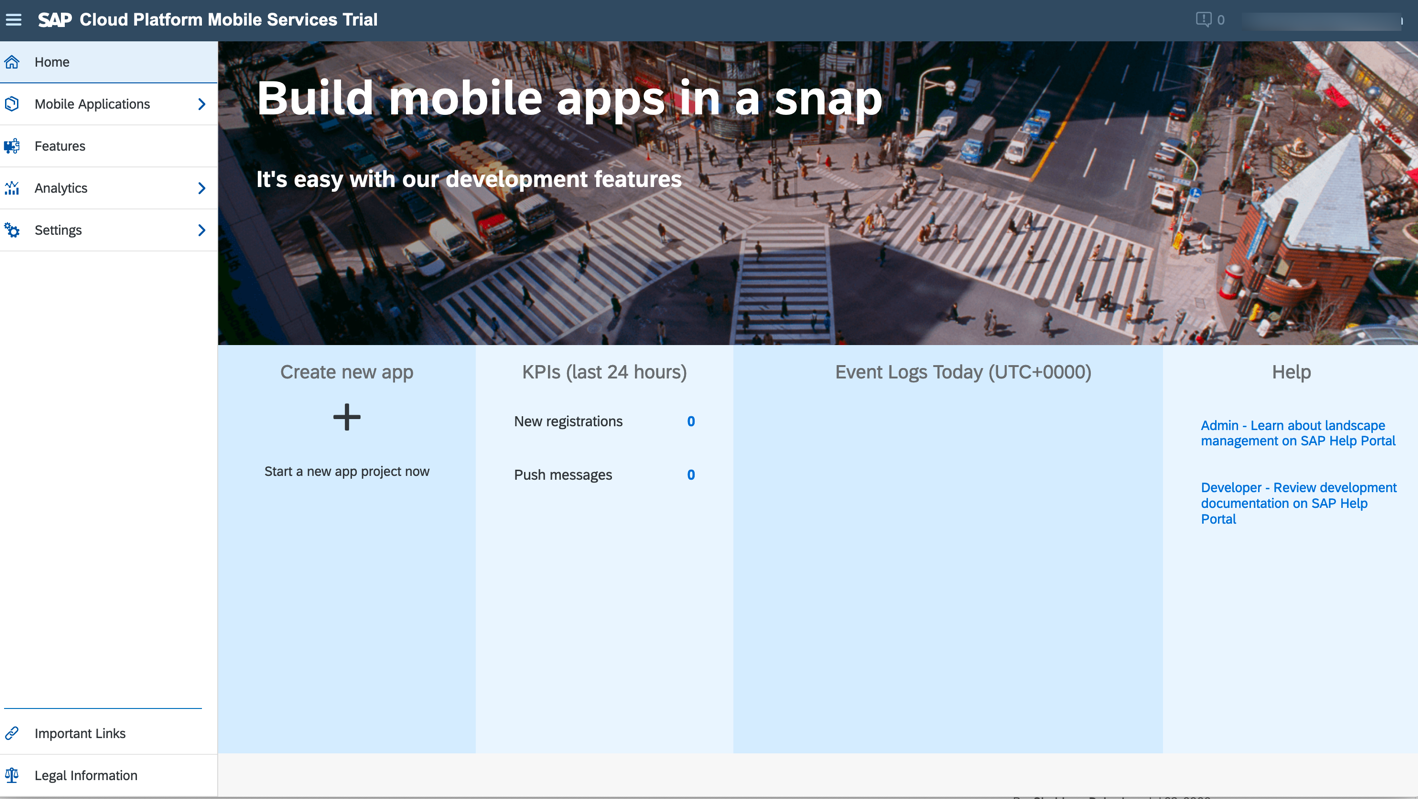 SAP Cloud Platform Mobile Services Trial
0
Home
Mobile Applications
Features
Analytics
Settings
Important Links
Legal Information
Build mobile apps in a snap
It's easy with our development features
Create new app
Start a new app project now
KPIs (last 24 hours)
New registrations 0
Push messages 0
Event Logs Today (UTC+0000)
Help
Admin - Learn about landscape
management on SAP Help Portal
Developer - Review development
documentation on SAP Help
Portal